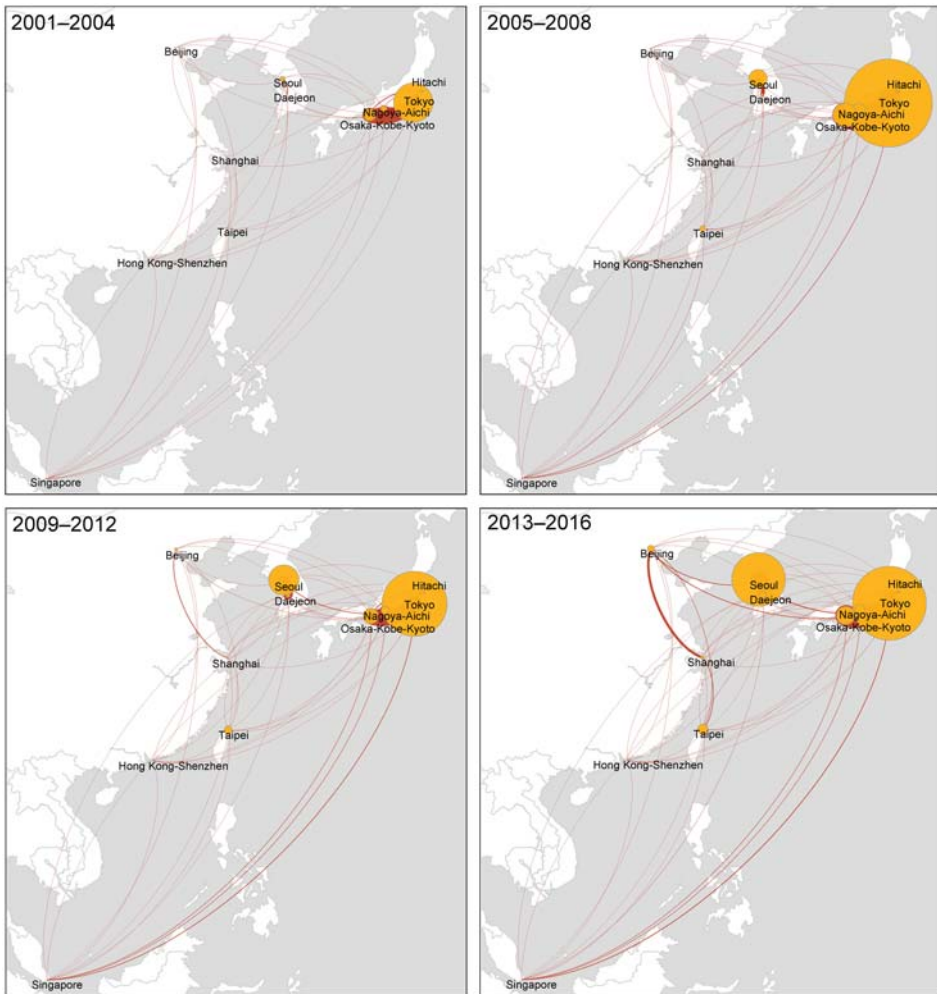 2001–2004
Beijing
Seoul
Daejeon
Hitachi
Tokyo
Nagoya-Aichi
Osaka-Kobe-Kyoto
Shanghai
Taipei
Hong Kong-Shenzhen
Singapore
2005–2008
Beijing
Seoul
Daejeon
Hitachi
Tokyo
Nagoya-Aichi
Osaka-Kobe-Kyoto
Shanghai
Taipei
Hong Kong-Shenzhen
Singapore
2009–2012
Beijing
Seoul
Daejeon
Hitachi
Tokyo
Nagoya-Aichi
Osaka-Kobe-Kyoto
Shanghai
Taipei
Hong Kong-Shenzhen
Singapore
2013–2016
Beijing
Seoul
Daejeon
Hitachi
Tokyo
Nagoya-Aichi
Osaka-Kobe-Kyoto
Shanghai
Taipei
Hong Kong-Shenzhen
Singapore